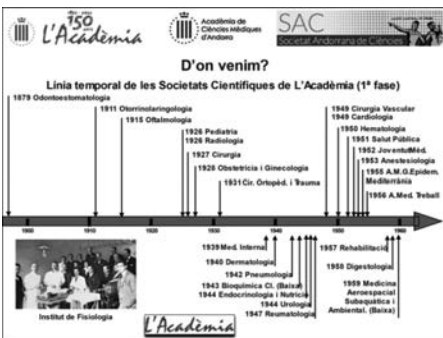 150
L'Acadèmia
Acadèmia de
Ciències Mèdiques
d'Andorra
SAC
Societat Andorrana de Ciències
D'on venim?
Línia temporal de les Societats Científiques de L'Acadèmia (1ª fase)
1879 Odontoestomatologia
1911 Otorrinolaringologia
1915 Oftalmologia
1926 Pediatria
1926 Radiologia
1927 Cirurgia
1928 Obstetrícia i Ginecologia
1931 Cir. Ortopèd. i Trauma
1949 Cirurgia Vascular
1949 Cardiologia
1950 Hematologia
1951 Salut Pública
1952 JoventutMèd.
1953 Anestesiologia
1955 A.M.G.Epidem.
Mediterrània
1956 A.Med. Treball
1900 1910 1920 1930 1940 1950 1960
1939 Med. Interna
1940 Dermatologia
1942 Pneumologia
1943 Bioquímica Cl. (Baixa)
1944 Endocrinologia i Nutrició
1944 Urologia
1947 Reumatologia
1957 Rehabilitació
1958 Digestologia
1959 Medicina
Aeroespacial
Subaquàtica i
Ambiental. (Baixa)
Institut de Fisiologia
L'Acadèmia